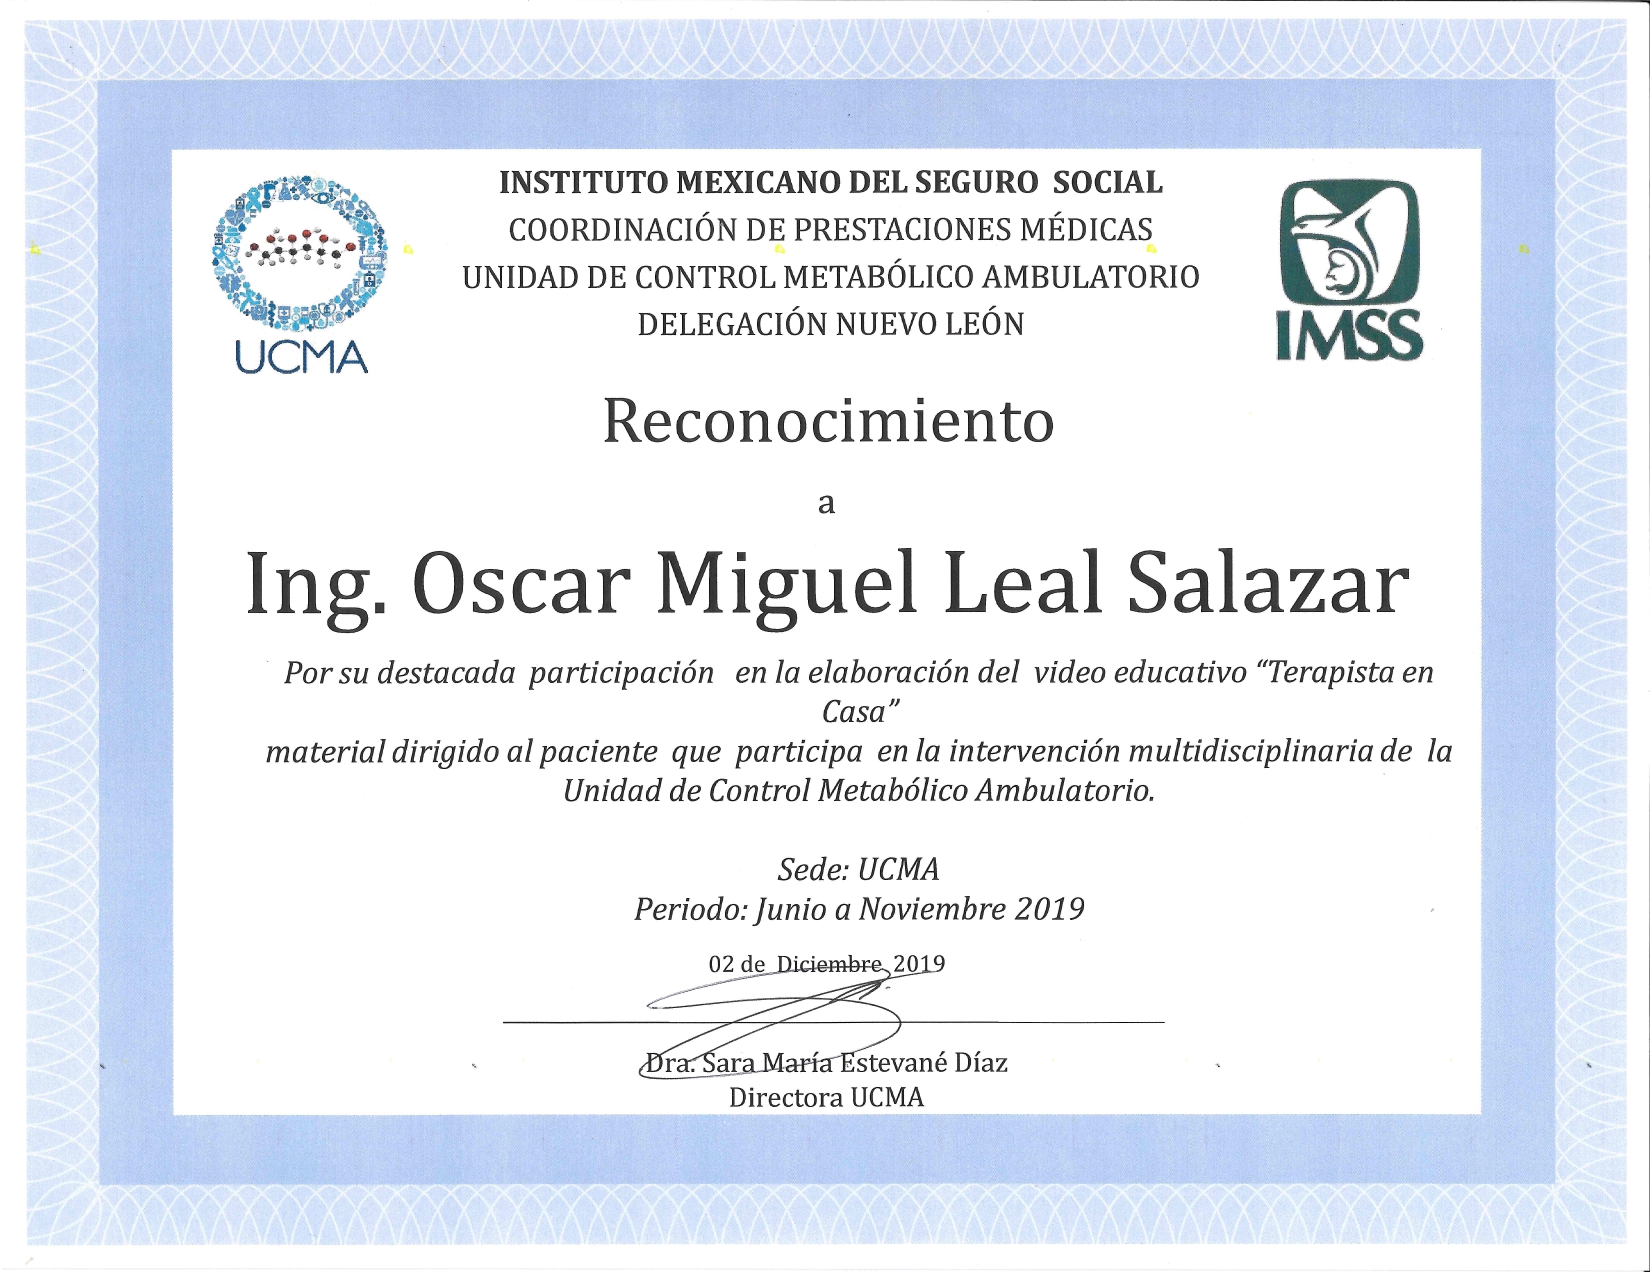 INSTITUTO MEXICANO DEL SEGURO SOCIAL
COORDINACIÓN DE PRESTACIONES MÉDICAS
UNIDAD DE CONTROL METABÓLICO AMBULATORIO
DELEGACIÓN NUEVO LEÓN
UCMA
IMSS
Reconocimiento
a
Ing. Oscar Miguel Leal Salazar
Por su destacada participación en la elaboración del video educativo “Terapista en
Casa”
material dirigido al paciente que participa en la intervención multidisciplinaria de la
Unidad de Control Metabólico Ambulatorio.
Sede: UCMA
Periodo: Junio a Noviembre 2019
02 de Diciembre 2019
Dra. Sara María Estevané Díaz
Directora UCMA